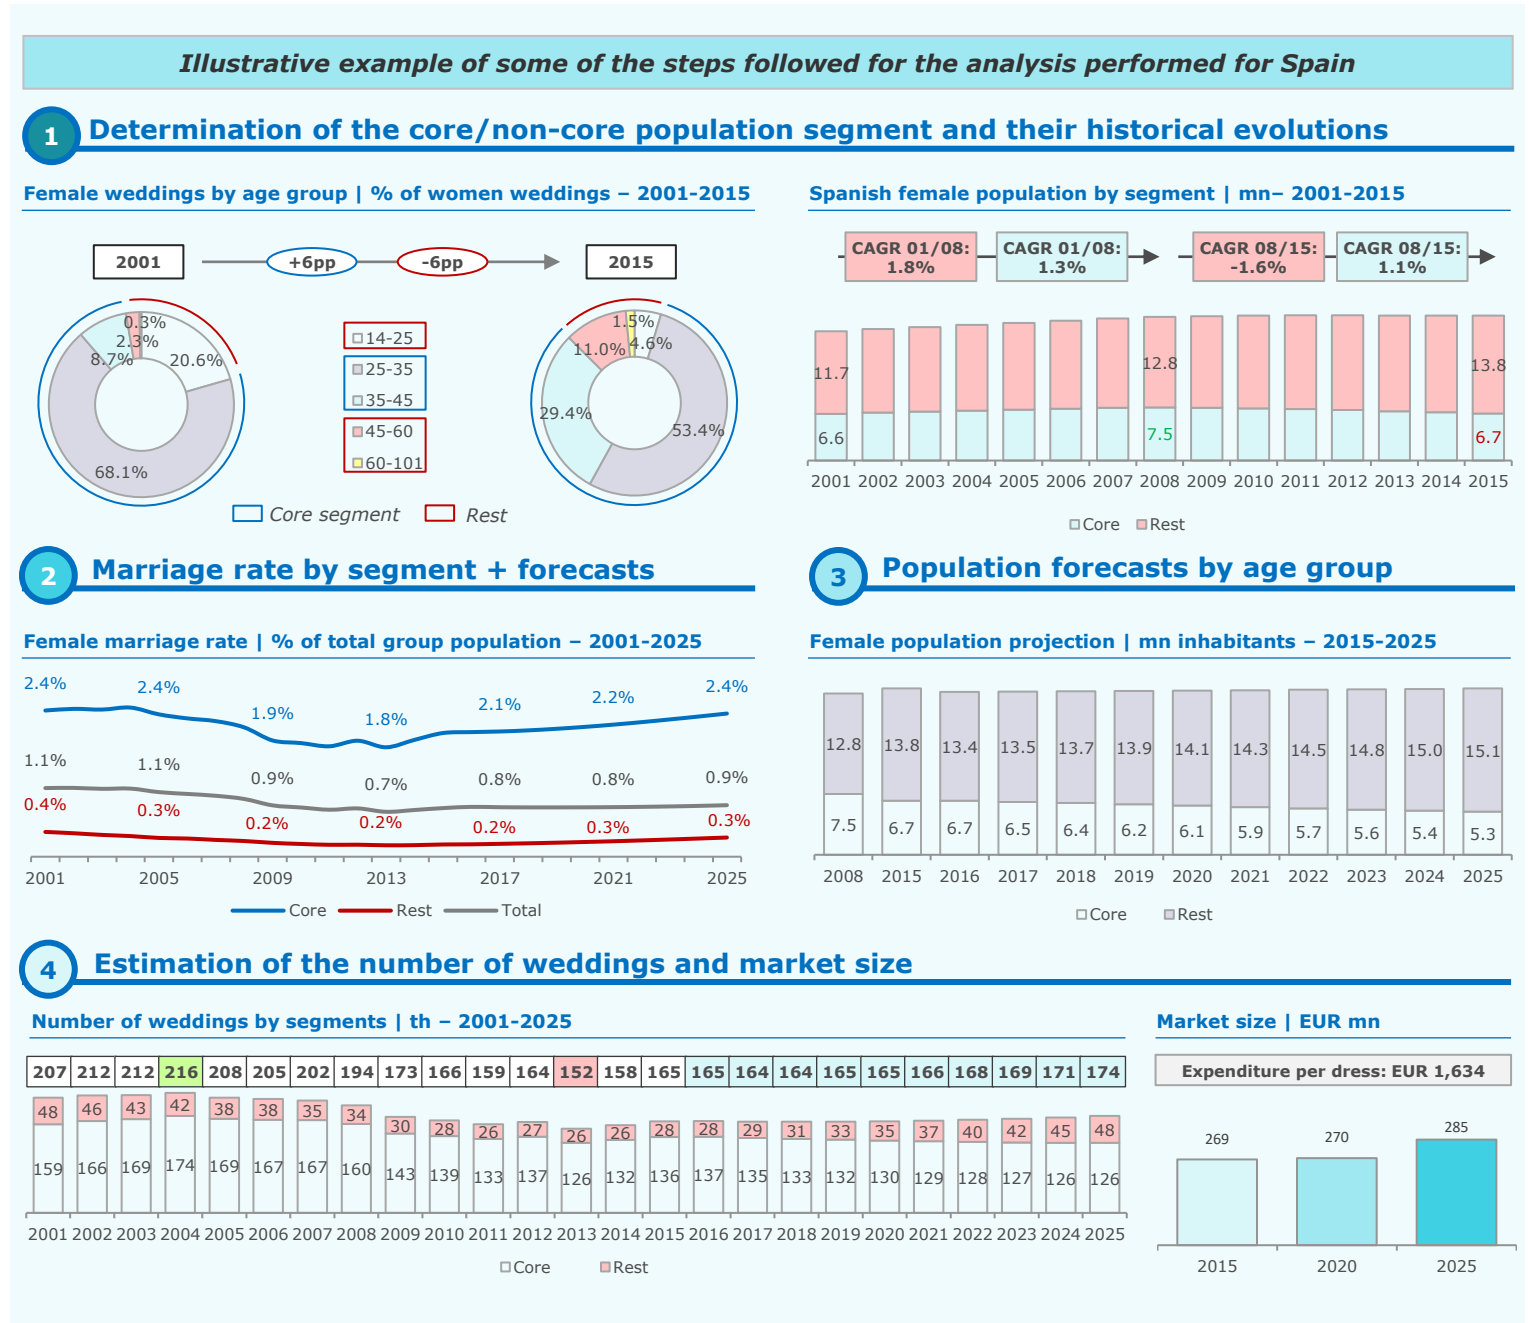 Illustrative example of some of the steps followed for the analysis performed for Spain
1
Determination of the core/non-core population segment and their historical evolutions
Female weddings by age group | % of women weddings – 2001-2015
2001
+6pp
-6pp
2015
0.3%
2.3%
8.7%
20.6%
68.1%
14-25
25-35
35-45
45-60
60-101
1.5%
4.6%
11.0%
29.4%
53.4%
Core segment
Rest
Spanish female population by segment | mn– 2001-2015
CAGR 01/08:
1.8%
CAGR 01/08:
1.3%
CAGR 08/15:
-1.6%
CAGR 08/15:
1.1%
11.7 12.8 13.8
6.6 7.5 6.7
2001 2002 2003 2004 2005 2006 2007 2008 2009 2010 2011 2012 2013 2014 2015
Core Rest
2
Marriage rate by segment + forecasts
Female marriage rate | % of total group population – 2001-2025
2.4% 2.4% 1.9% 1.8% 2.1% 2.2% 2.4%
1.1% 1.1% 0.9% 0.7% 0.8% 0.8% 0.9%
0.4% 0.3% 0.2% 0.2% 0.2% 0.3% 0.3%
2001 2005 2009 2013 2017 2021 2025
Core Rest Total
3
Population forecasts by age group
Female population projection | mn inhabitants – 2015-2025
12.8 13.8 13.4 13.5 13.7 13.9 14.1 14.3 14.5 14.8 15.0 15.1
7.5 6.7 6.7 6.5 6.4 6.2 6.1 5.9 5.7 5.6 5.4 5.3
2008 2015 2016 2017 2018 2019 2020 2021 2022 2023 2024 2025
Core Rest
4
Estimation of the number of weddings and market size
Number of weddings by segments | th – 2001-2025
207 212 212 216 208 205 202 194 173 166 159 164 152 158 165 165 164 164 165 165 166 168 169 171 174
48 46 43 42 38 38 35 34 30 28 26 27 26 26 28 28 29 31 33 35 37 40 42 45 48
159 166 169 174 169 167 167 160 143 139 133 137 126 132 136 137 135 133 132 130 129 128 127 126 126
2001 2002 2003 2004 2005 2006 2007 2008 2009 2010 2011 2012 2013 2014 2015 2016 2017 2018 2019 2020 2021 2022 2023 2024 2025
Core Rest
Market size | EUR mn
Expenditure per dress: EUR 1,634
269 270 285
2015 2020 2025